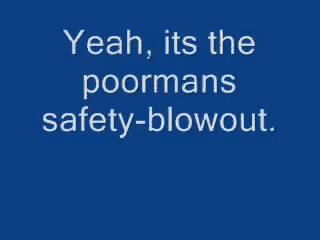 Yeah, its the
poormans
safety-blowout.